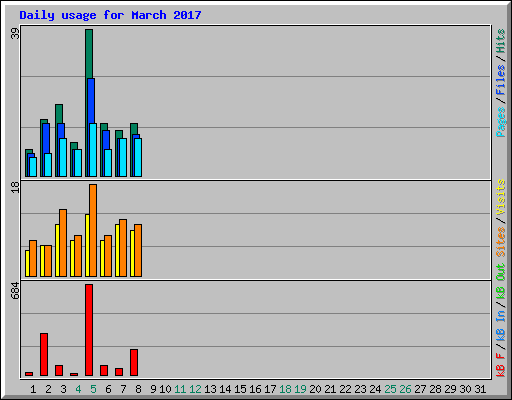 Daily usage for March 2017
39
Pages/Files/Hits
18
Sites/Visits
684
kB F/kB In/kB Out
1 2 3 4 5 6 7 8 9 10 11 12 13 14 15 16 17 18 19 20 21 22 23 24 25 26 27 28 29 30 31